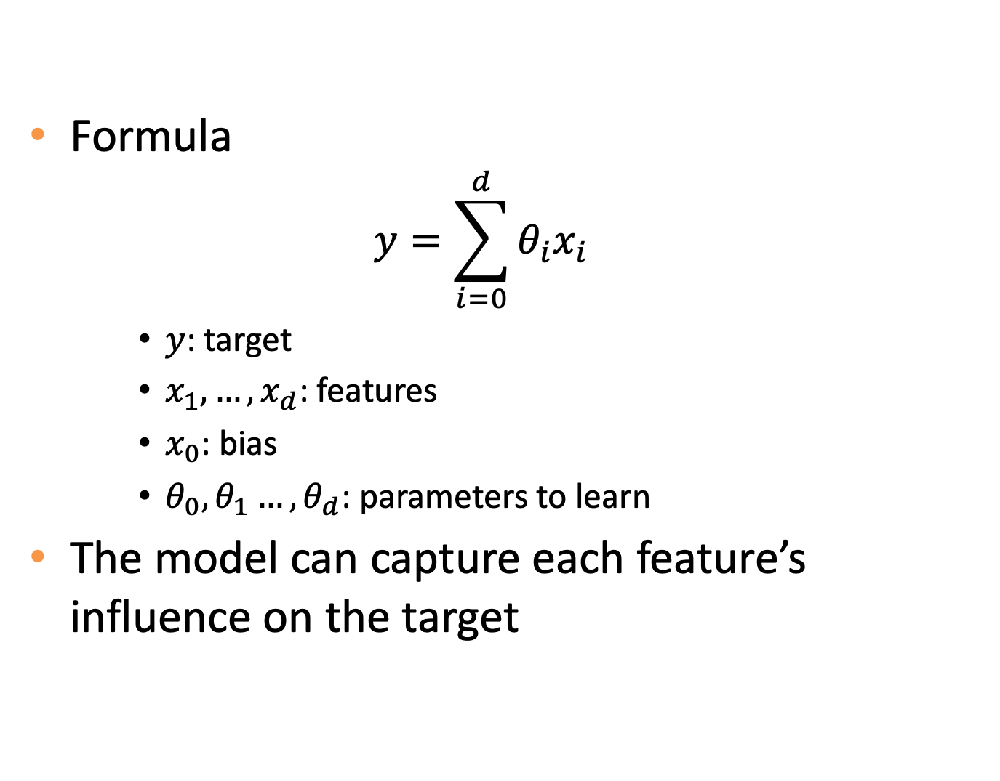 • Formula
$y = \sum_{i=0}^{d} \theta_i x_i$
• $y$: target
• $x_1, \ldots, x_d$: features
• $x_0$: bias
• $\theta_0, \theta_1 \ldots, \theta_d$: parameters to learn
• The model can capture each feature’s
influence on the target